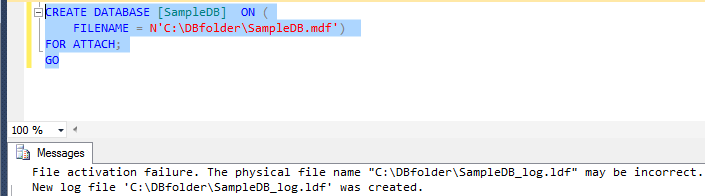 CREATE DATABASE [SampleDB]  ON (
    FILENAME = N'C:\DBfolder\SampleDB.mdf')
FOR ATTACH;
GO
100 %
Messages
File activation failure. The physical file name "C:\DBfolder\SampleDB_log.ldf" may be incorrect.
New log file 'C:\DBfolder\SampleDB_log.ldf' was created.